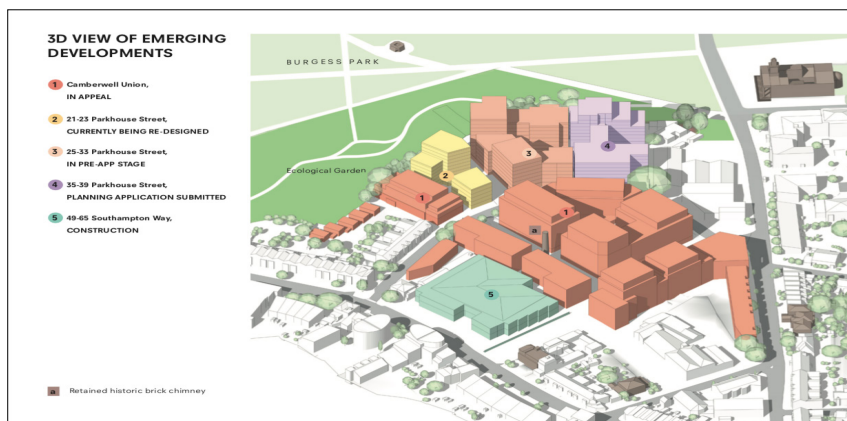 3D VIEW OF EMERGING
DEVELOPMENTS
1 Camberwell Union,
IN APPEAL
2 21-23 Parkhouse Street,
CURRENTLY BEING RE-DESIGNED
3 25-33 Parkhouse Street,
IN PRE-APP STAGE
4 35-39 Parkhouse Street,
PLANNING APPLICATION SUBMITTED
5 49-65 Southampton Way,
CONSTRUCTION
a Retained historic brick chimney
BURGESS PARK
Ecological Garden
1
2
3
4
1
a
5